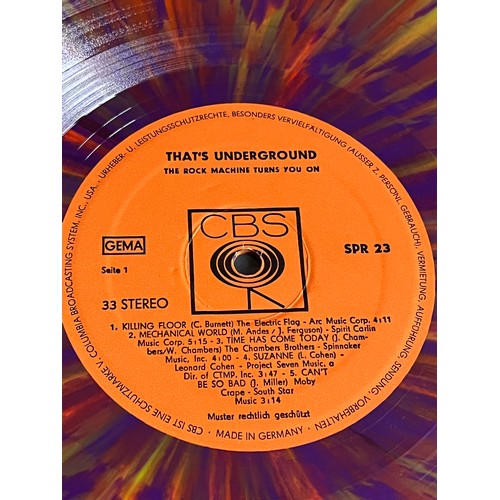 THAT'S UNDERGROUND
THE ROCK MACHINE TURNS YOU ON
CBS
GEMA
SPR 23
Seite 1
33 STEREO
1. KILLING FLOOR (C. Burnett) The Electric Flag - Arc Music Corp. 4:11
2. MECHANICAL WORLD (M. Andes / J. Ferguson) - Spirit Carlin
Music Corp. 5:15 - 3. TIME HAS COME TODAY (J. Cham-
bers/W. Chambers) The Chambers Brothers - Spinnaker
Music, Inc. 4:00 - 4. SUZANNE (L. Cohen) -
Leonard Cohen - Project Seven Music, a
Dir. of CTMP. Inc. 3:47 - 5. CAN'T
BE SO BAD (J. Miller) Moby
Crape - South Star
Music 3:14
Muster rechtlich geschützt
CBS IST EINE SCHUTZMARKE V. COLUMBIA BROADCASTING SYSTEM, INC., USA. · URHEBER- U. LEISTUNGSSCHUTZRECHTE, BESONDERS VERVIELFÄLTIGUNG (AUSSER Z. PERSÖNL. GEBRAUCH), VERMIETUNG, AUFFÜHRUNG, SENDUNG, VORBEHALTEN · MADE IN GERMANY ·